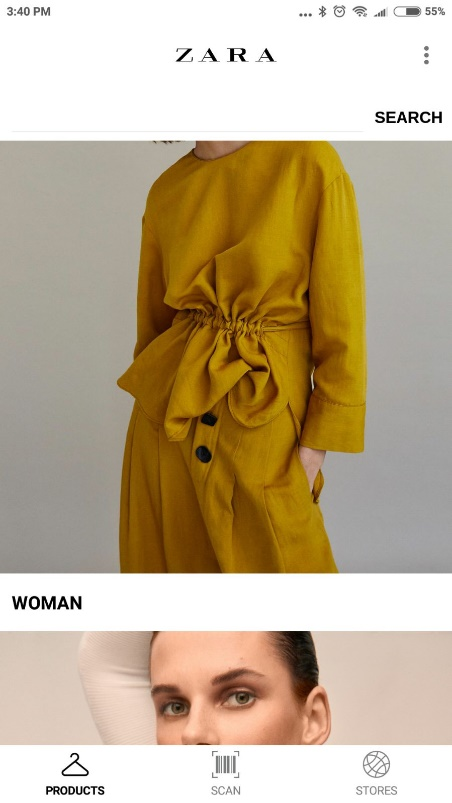 3:40 PM
55%
ZARA
SEARCH
WOMAN
PRODUCTS
SCAN
STORES